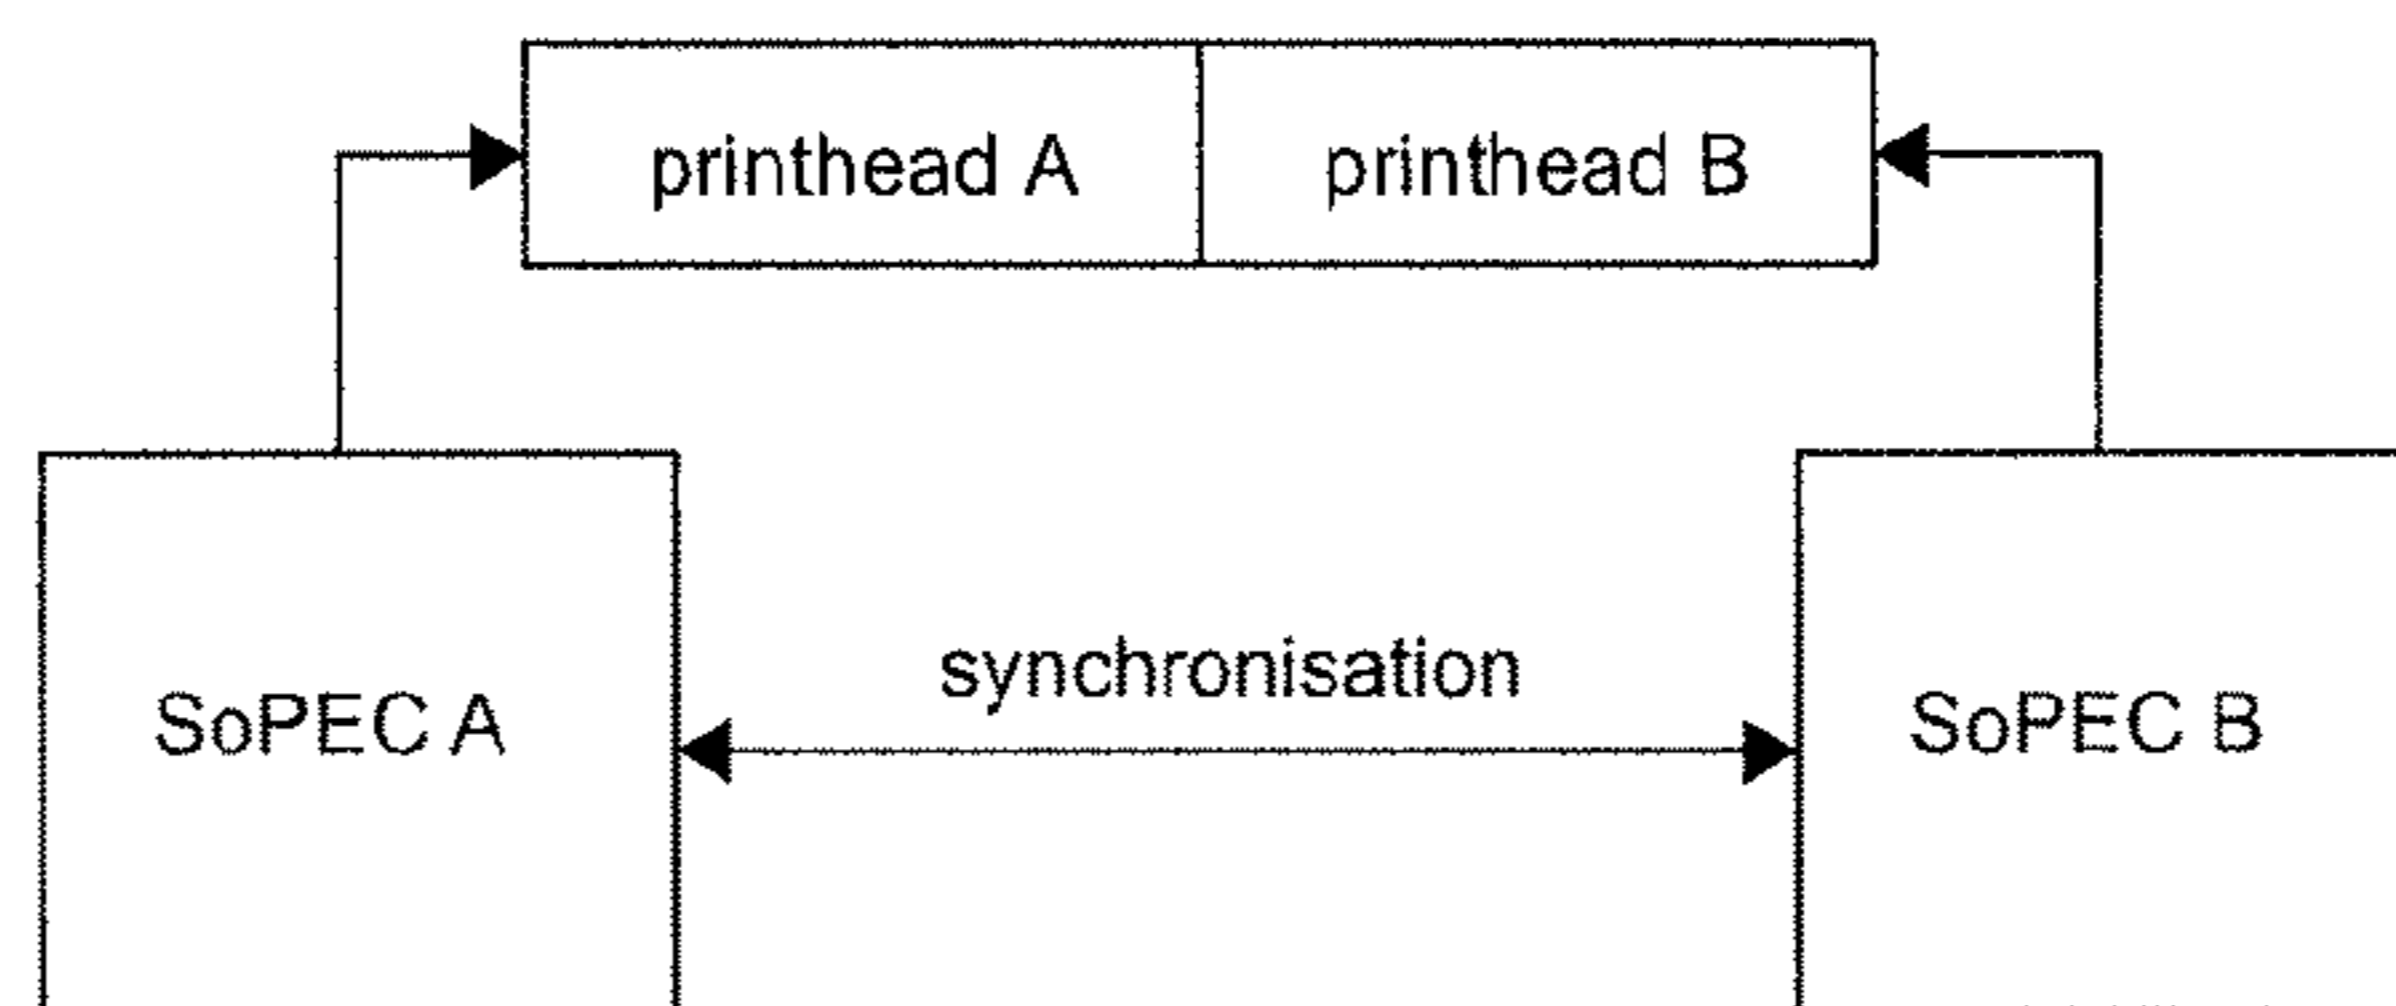 printhead A
printhead B
synchronisation
SoPEC A
SoPEC B